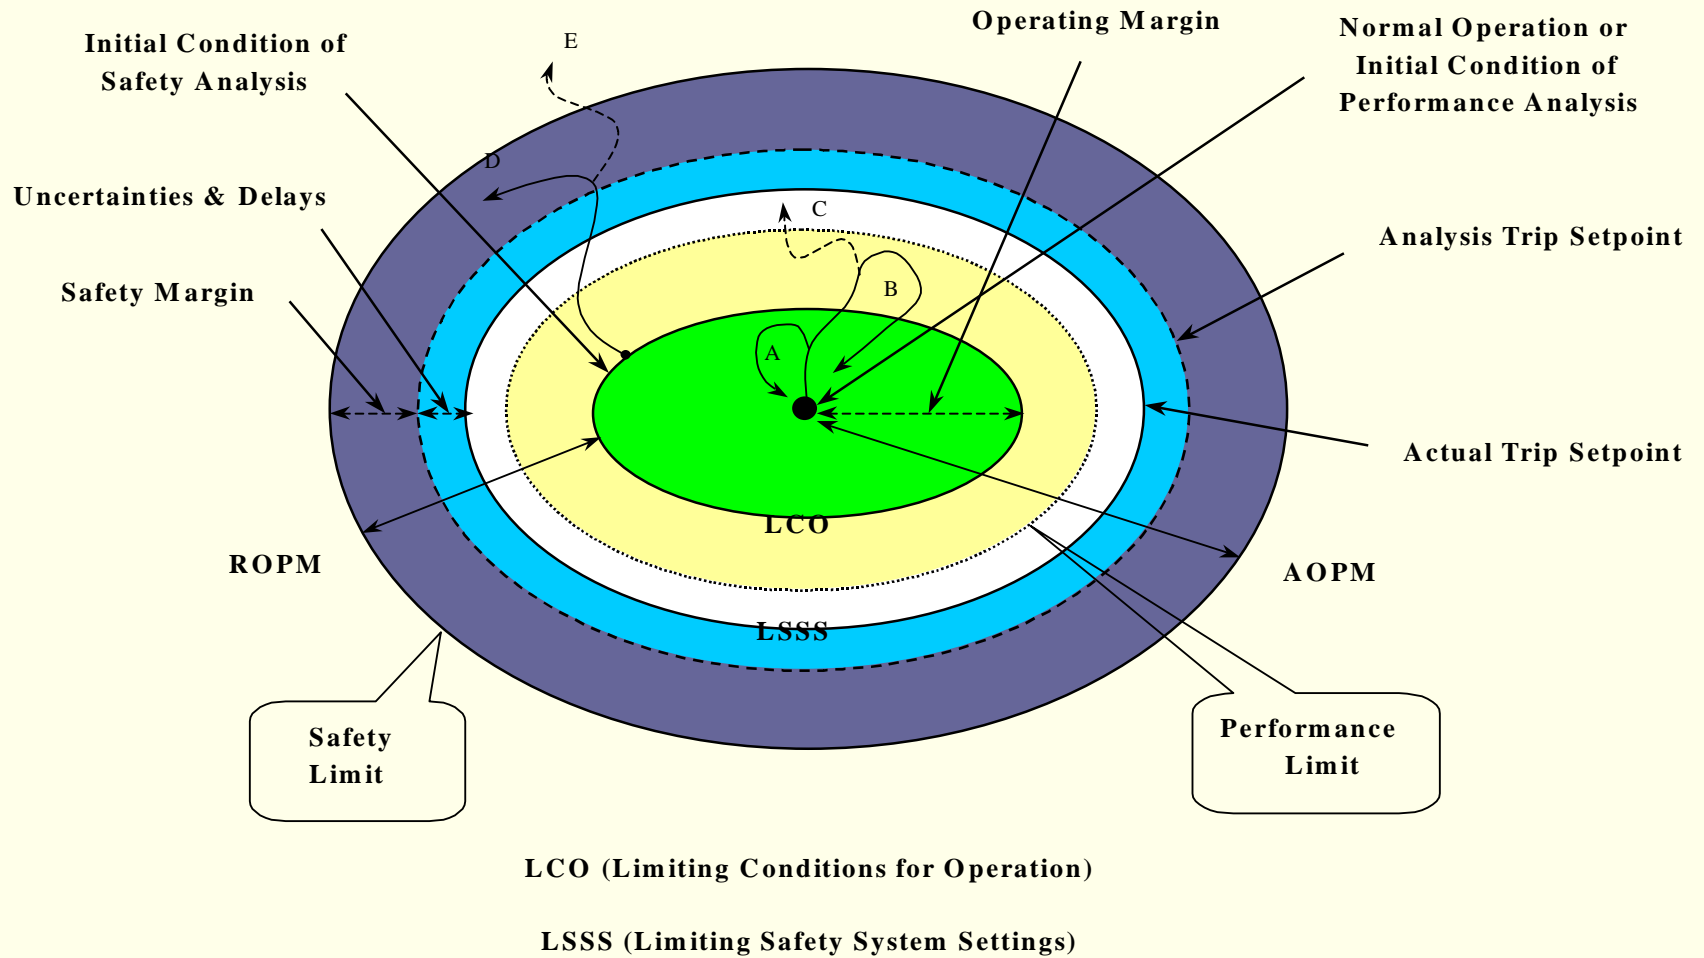 Operating Margin
Normal Operation or
Initial Condition of
Performance Analysis
Initial Condition of
Safety Analysis
E
D
Uncertainties & Delays
C
Analysis Trip Setpoint
Safety Margin
B
A
Actual Trip Setpoint
LCO
ROPM
AOPM
LSSS
Safety
Limit
Performance
Limit
LCO (Limiting Conditions for Operation)
LSSS (Limiting Safety System Settings)